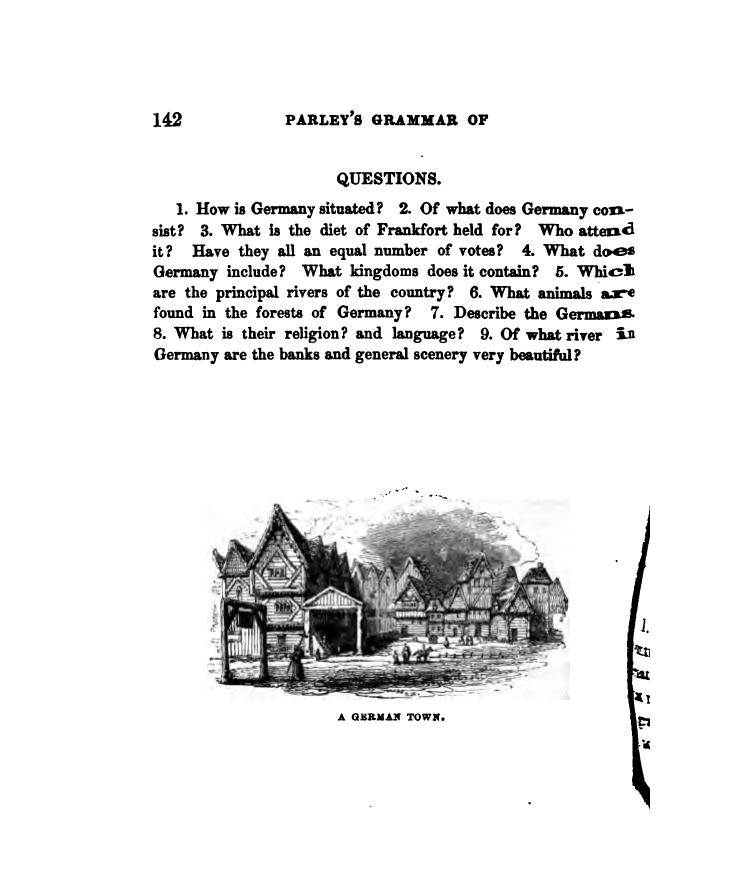 142 PARLEY'S GRAMMAR OF
QUESTIONS.
1. How is Germany situated? 2. Of what does Germany con-
sist? 3. What is the diet of Frankfort held for? Who attend
it? Have they all an equal number of votes? 4. What does
Germany include? What kingdoms does it contain? 5. Which
are the principal rivers of the country? 6. What animals are
found in the forests of Germany? 7. Describe the Germans.
8. What is their religion? and language? 9. Of what river in
Germany are the banks and general scenery very beautiful?
A GERMAN TOWN.